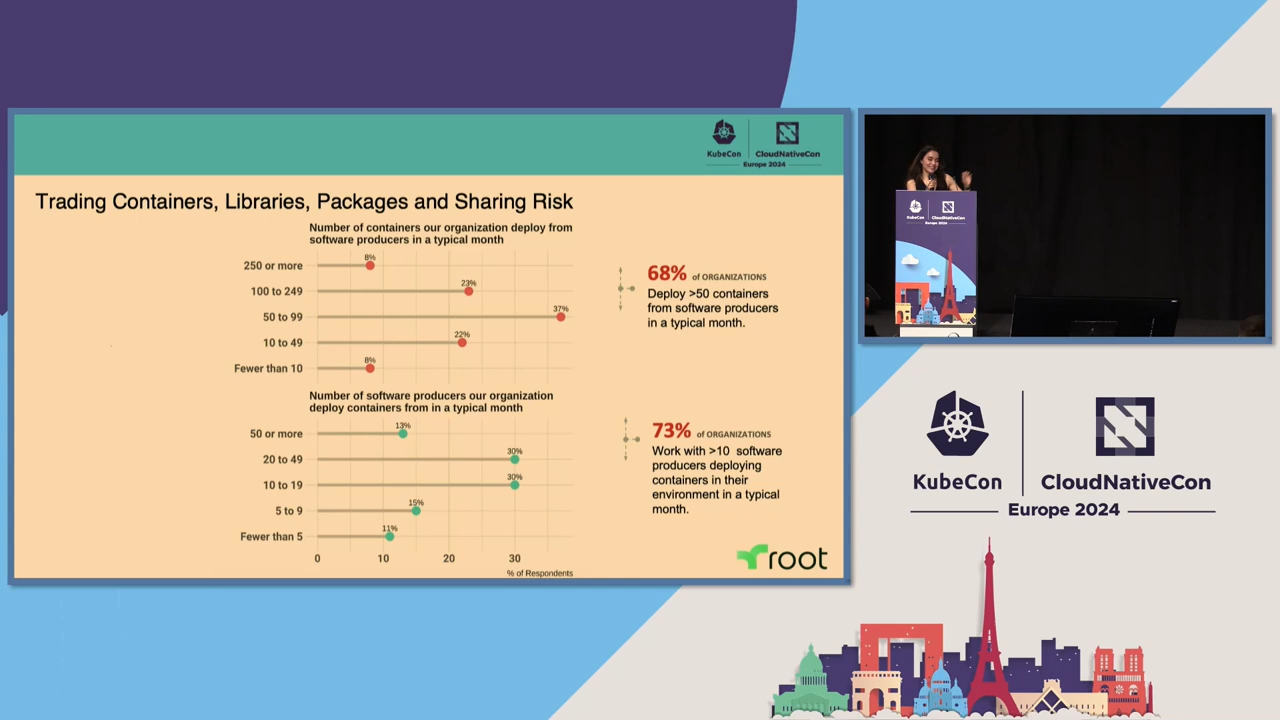 KubeCon
CloudNativeCon
Europe 2024
Trading Containers, Libraries, Packages and Sharing Risk
Number of containers our organization deploy from
software producers in a typical month
250 or more
8%
100 to 249
23%
50 to 99
37%
10 to 49
22%
Fewer than 10
8%
68% of ORGANIZATIONS
Deploy >50 containers
from software producers
in a typical month.
Number of software producers our organization
deploy containers from in a typical month
50 or more
13%
20 to 49
30%
10 to 19
30%
5 to 9
15%
Fewer than 5
11%
0 10 20 30
% of Respondents
73% of ORGANIZATIONS
Work with >10 software
producers deploying
containers in their
environment in a typical
month.
root
KubeCon
CloudNativeCon
Europe 2024
KubeCon
CloudNativeCon
Europe 2024